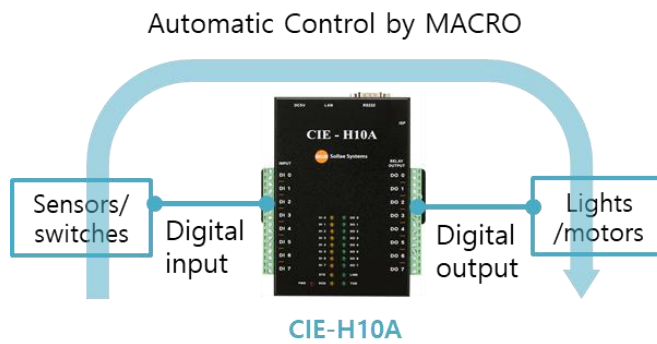 Automatic Control by MACRO
DC5V LAN RS232
ISP
CIE - H10A
Sollae Systems
INPUT
RELAY
OUTPUT
DI 0 DO 0
DI 1 DO 1
DI 2 DO 2
DI 3 DO 3
DI 4 DO 4
DI 5 DO 5
DI 6 DO 6
DI 7 DO 7
Sensors/
switches
Digital
input
Digital
output
Lights
/motors
CIE-H10A